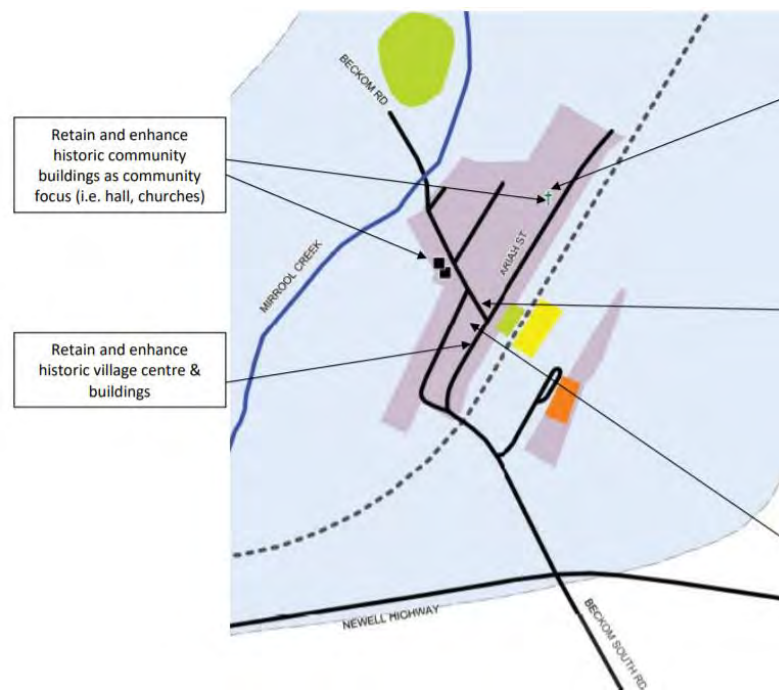 BECKOM RD
Retain and enhance
historic community
buildings as community
focus (i.e. hall, churches)
ARIAH ST
MIRROOL CREEK
Retain and enhance
historic village centre &
buildings
NEWELL HIGHWAY
BECKOM SOUTH RD